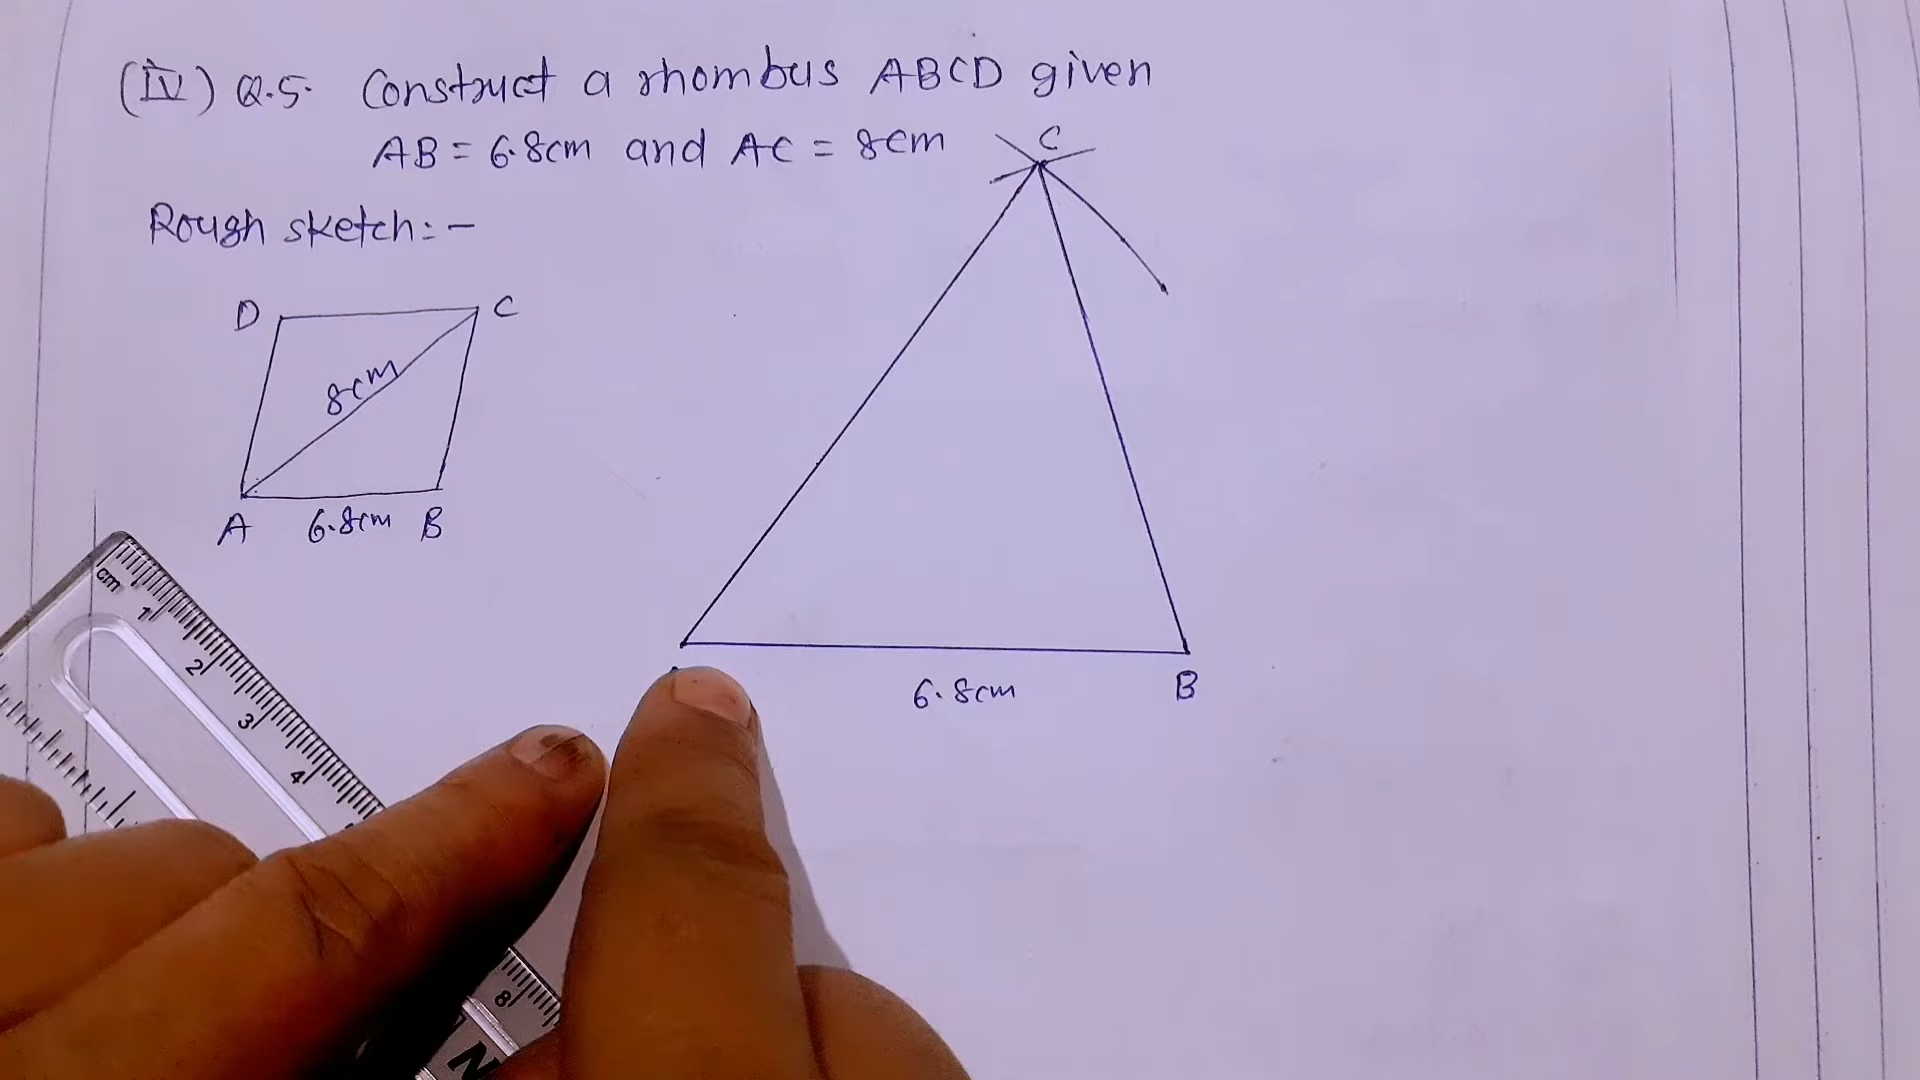 (IV) Q.5. Construct a rhombus ABCD given
AB = 6.8cm and AC = 8cm
Rough sketch:-
C
D
C
8cm
A
6.8cm
B
6.8cm
B
cm
1
2
3
4
8